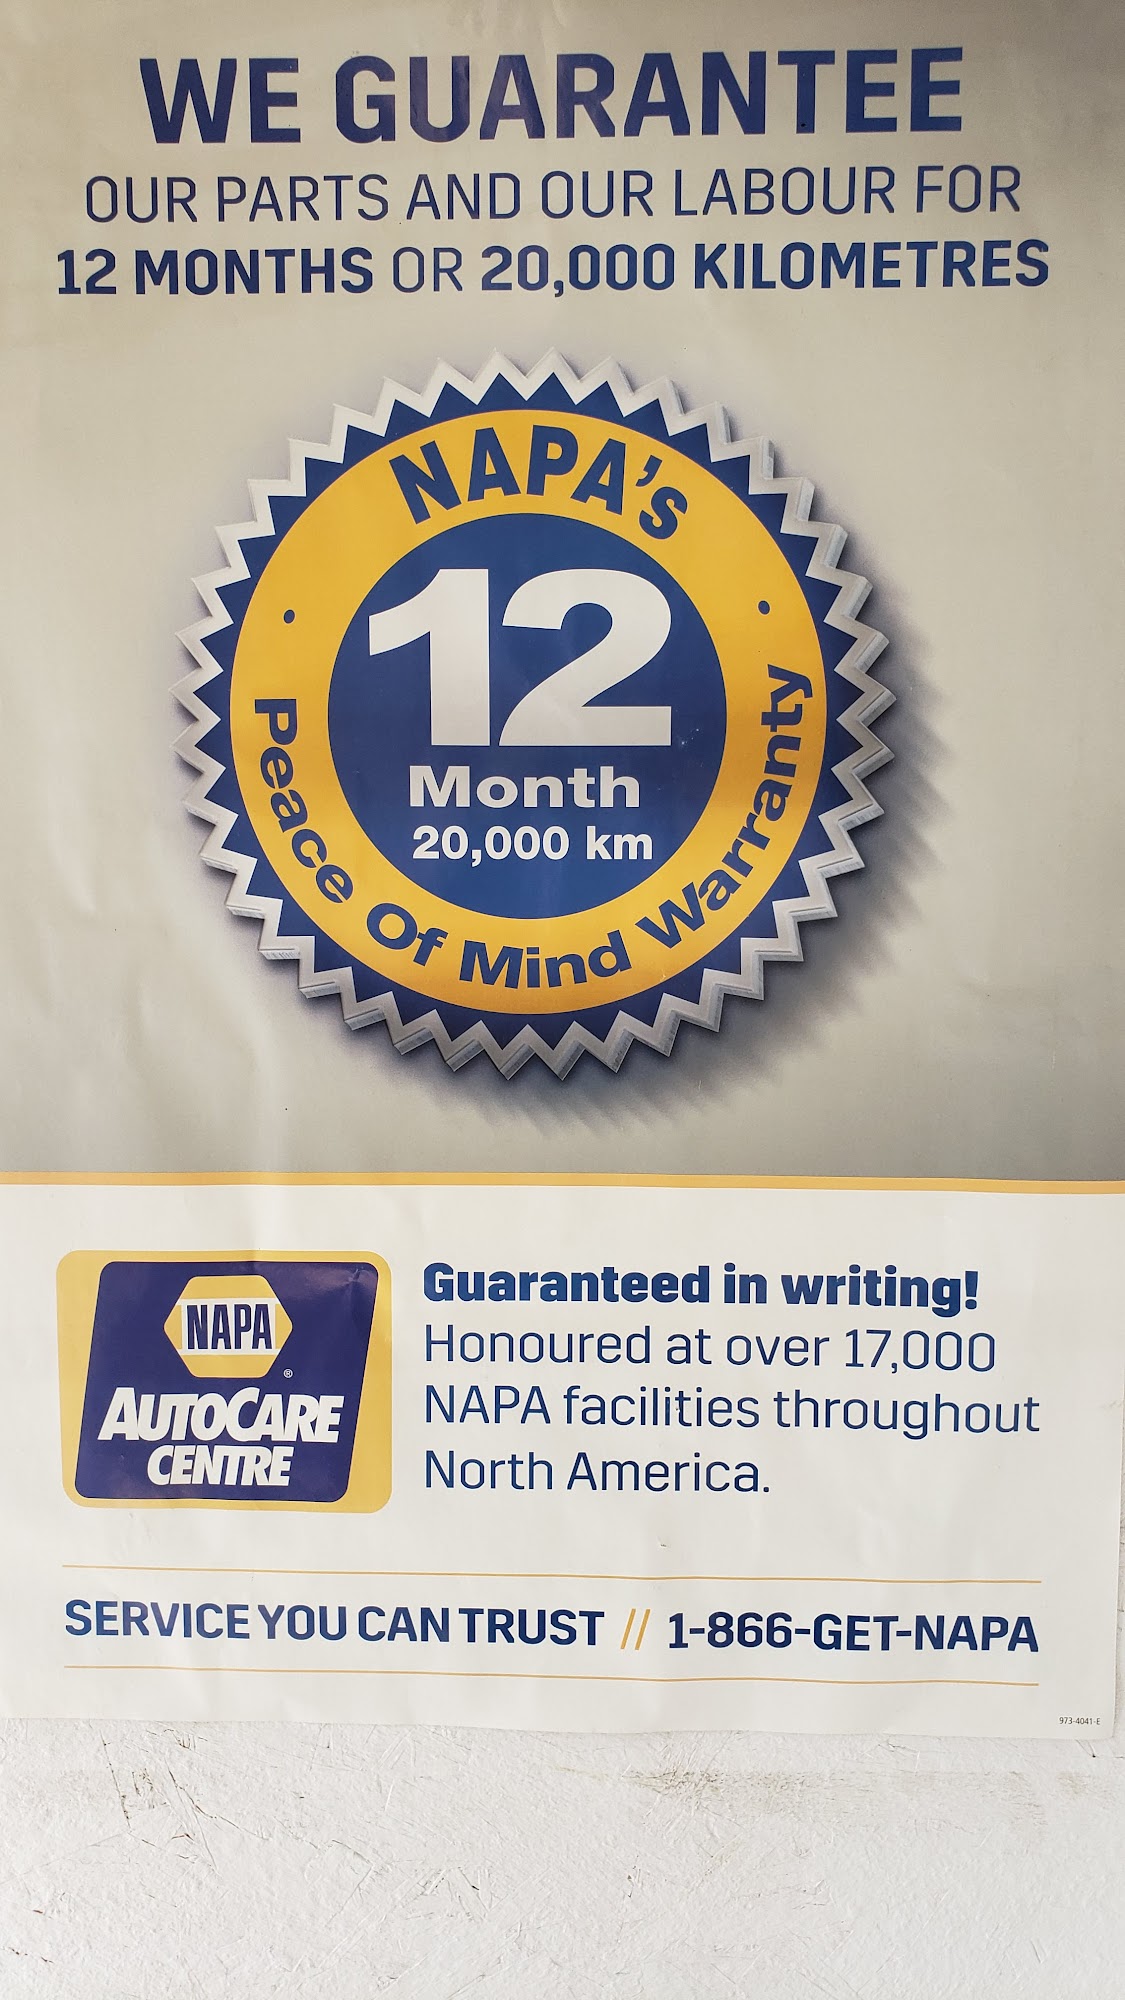 WE GUARANTEE
OUR PARTS AND OUR LABOUR FOR
12 MONTHS OR 20,000 KILOMETRES
NAPA's
12
Month
20,000 km
Peace Of Mind Warranty
NAPA
®
AUTOCARE
CENTRE
Guaranteed in writing!
Honoured at over 17,000
NAPA facilities throughout
North America.
SERVICE YOU CAN TRUST // 1-866-GET-NAPA
973-4041-E